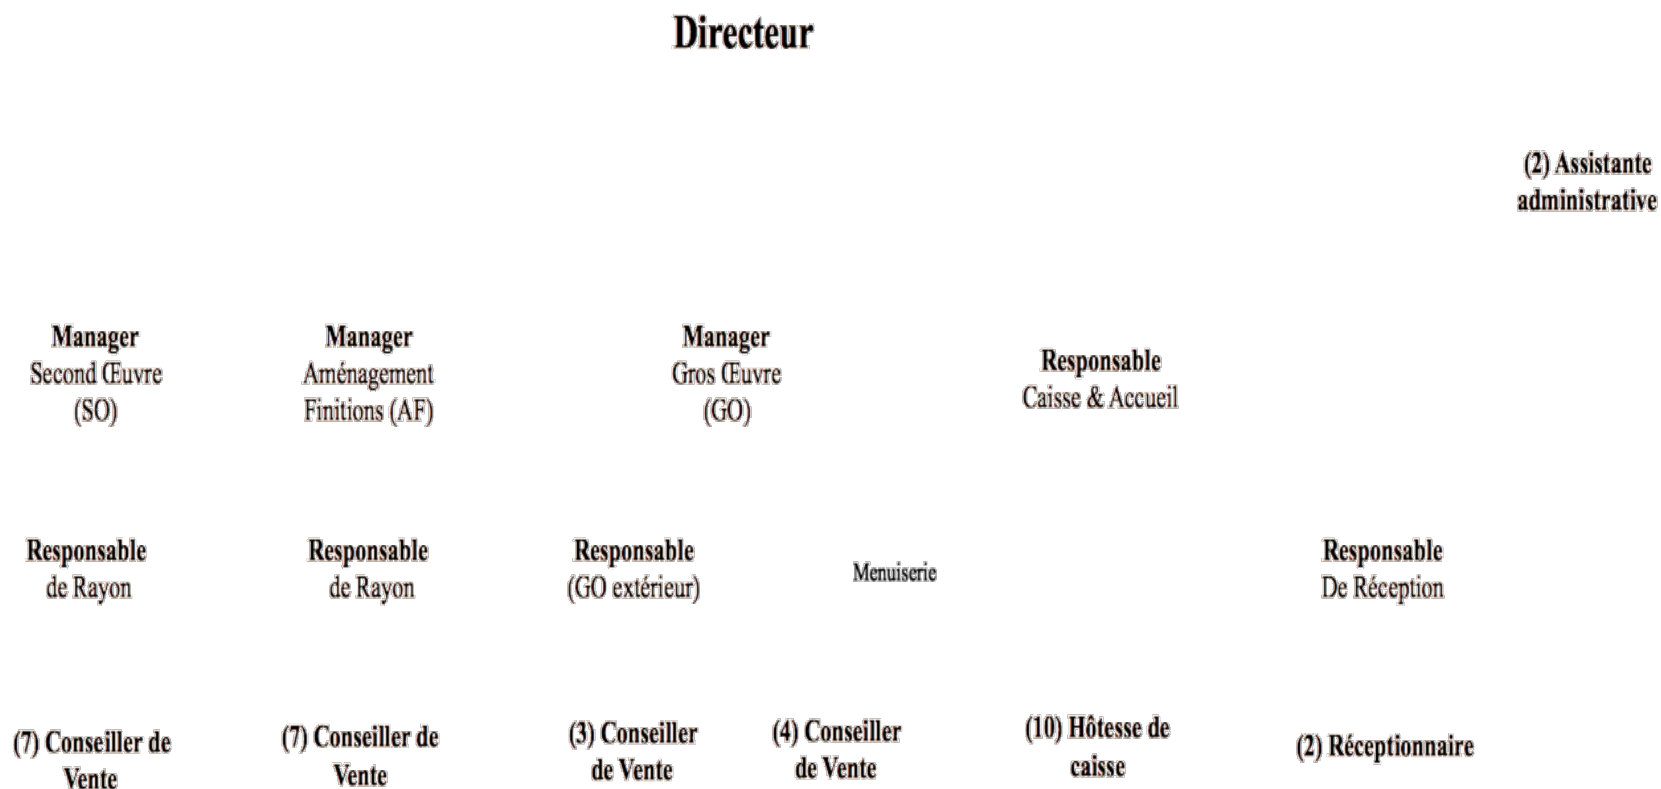 Directeur
(2) Assistante
administrative
Manager
Second Œuvre
(SO)
Manager
Aménagement
Finitions (AF)
Manager
Gros Œuvre
(GO)
Responsable
Caisse & Accueil
Responsable
de Rayon
Responsable
de Rayon
Responsable
(GO extérieur)
Menuiserie
Responsable
De Réception
(7) Conseiller de
Vente
(7) Conseiller de
Vente
(3) Conseiller
de Vente
(4) Conseiller
de Vente
(10) Hôtesse de
caisse
(2) Réceptionnaire